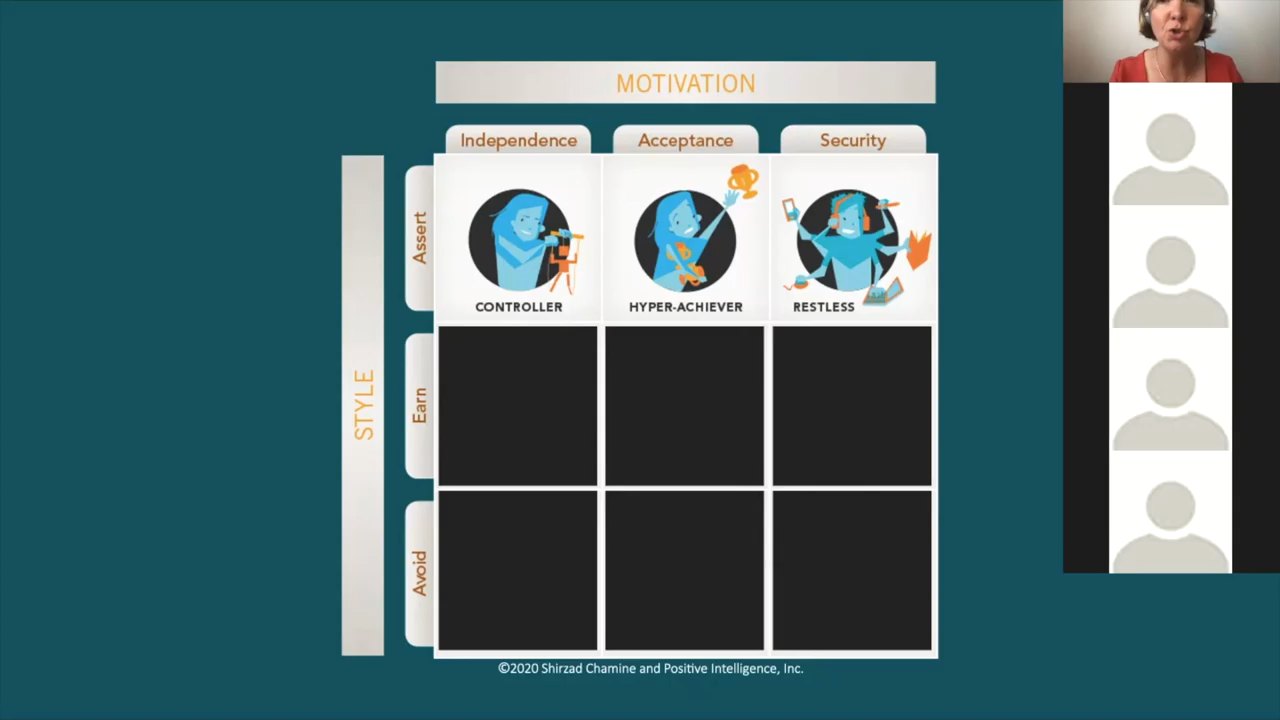 MOTIVATION
Independence
Acceptance
Security
STYLE
Assert
CONTROLLER
HYPER-ACHIEVER
RESTLESS
Earn
Avoid
©2020 Shirzad Chamine and Positive Intelligence, Inc.